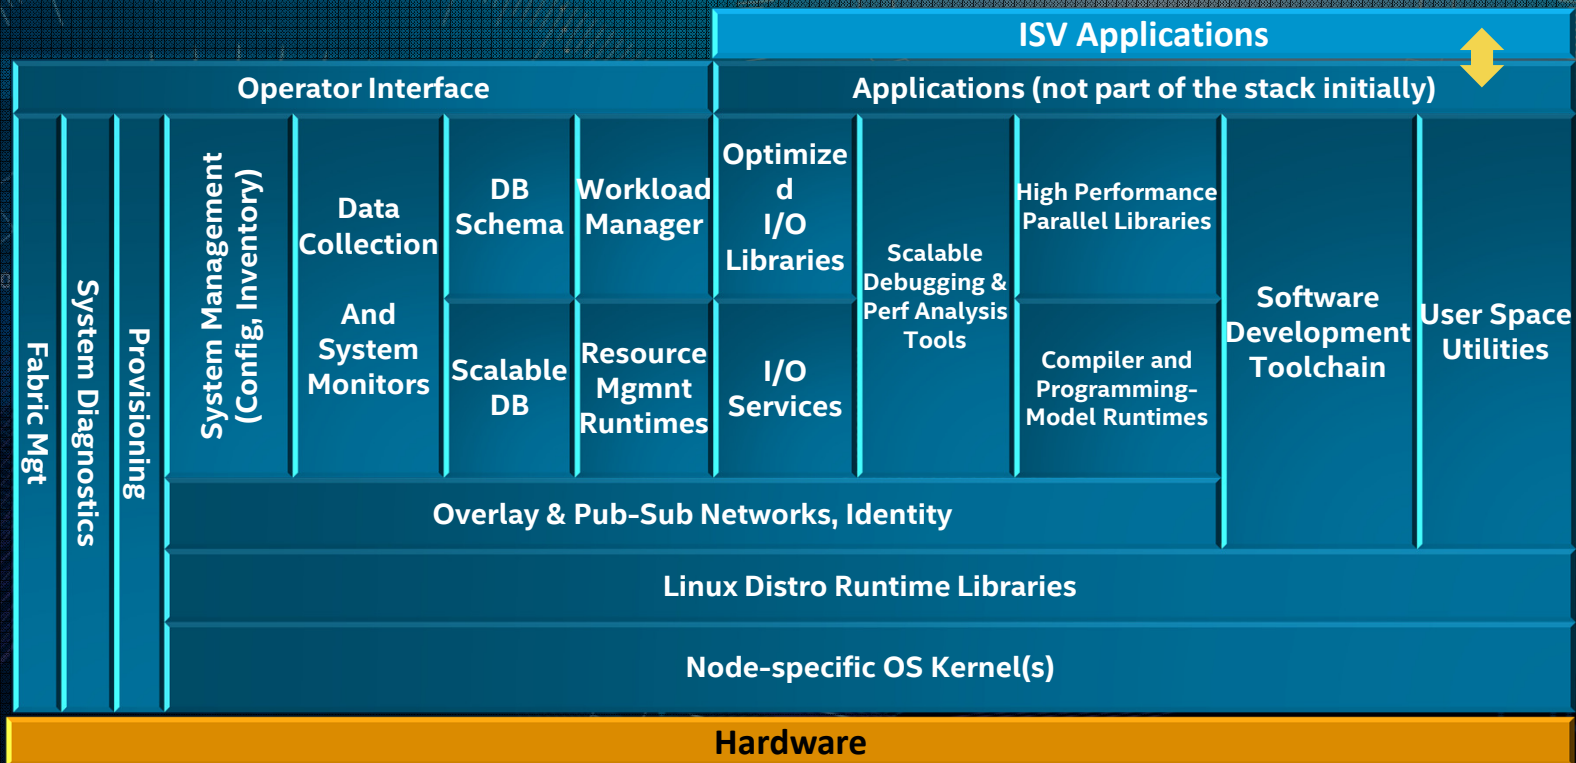 ISV Applications
Operator Interface
Applications (not part of the stack initially)
Fabric Mgt
System Diagnostics
Provisioning
System Management
(Config, Inventory)
Data
Collection
And
System
Monitors
DB
Schema
Scalable
DB
Workload
Manager
Resource
Mgmnt
Runtimes
Optimize
d
I/O
Libraries
I/O
Services
Scalable
Debugging &
Perf Analysis
Tools
High Performance
Parallel Libraries
Compiler and
Programming-
Model Runtimes
Software
Development
Toolchain
User Space
Utilities
Overlay & Pub-Sub Networks, Identity
Linux Distro Runtime Libraries
Node-specific OS Kernel(s)
Hardware